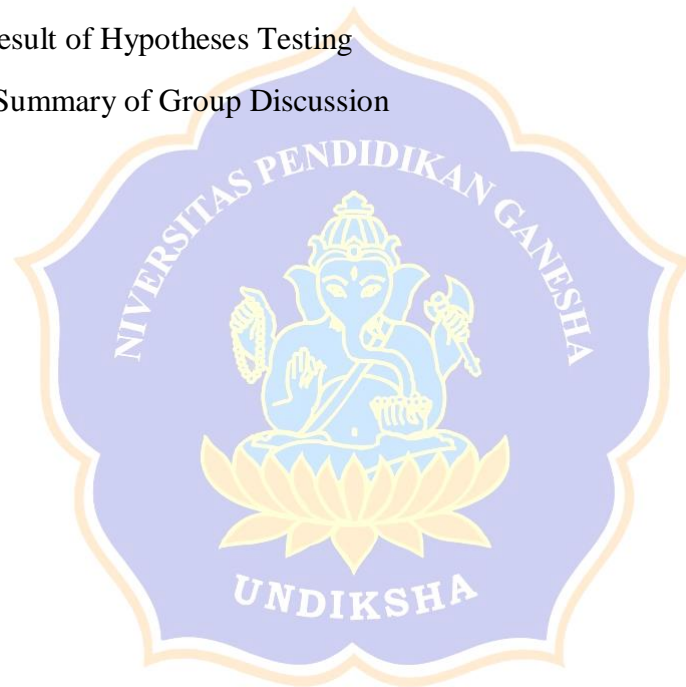 esult of Hypotheses Testing
Summary of Group Discussion
NIVERSITAS PENDIDIKAN GANESHA
UNDIKSHA